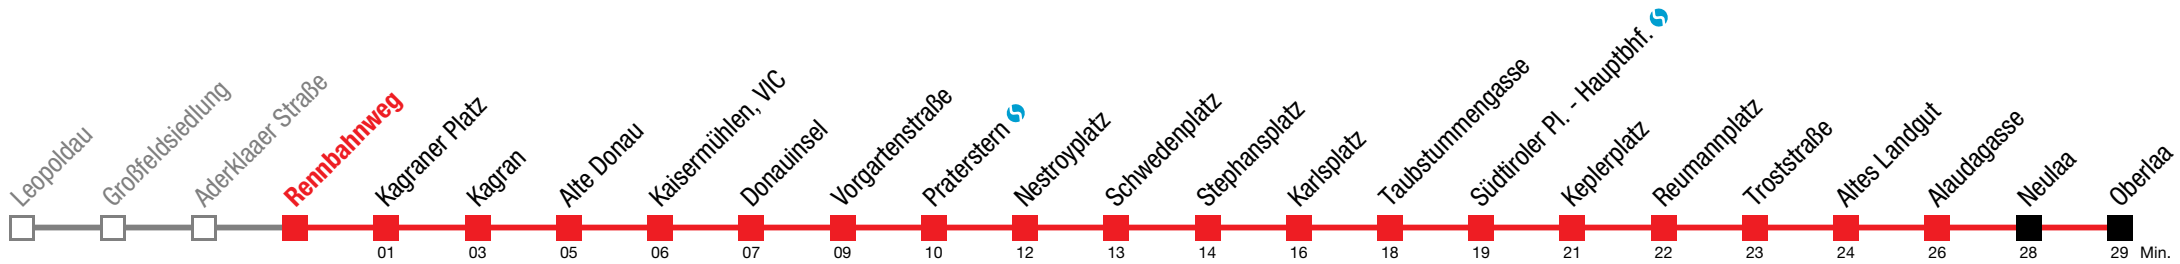 Leopoldau
Großfeldsiedlung
Aderklaaer Straße
Rennbahnweg
Kagraner Platz
Kagran
Alte Donau
Kaisermühlen, VIC
Donauinsel
Vorgartenstraße
Praterstern
Nestroyplatz
Schwedenplatz
Stephansplatz
Karlsplatz
Taubstummengasse
Südtiroler Pl. - Hauptbhf.
Keplerplatz
Reumannplatz
Troststraße
Altes Landgut
Alaudagasse
Neulaa
Oberlaa
01 03 05 06 07 09 10 12 13 14 16 18 19 21 22 23 24 26 28 29 Min.